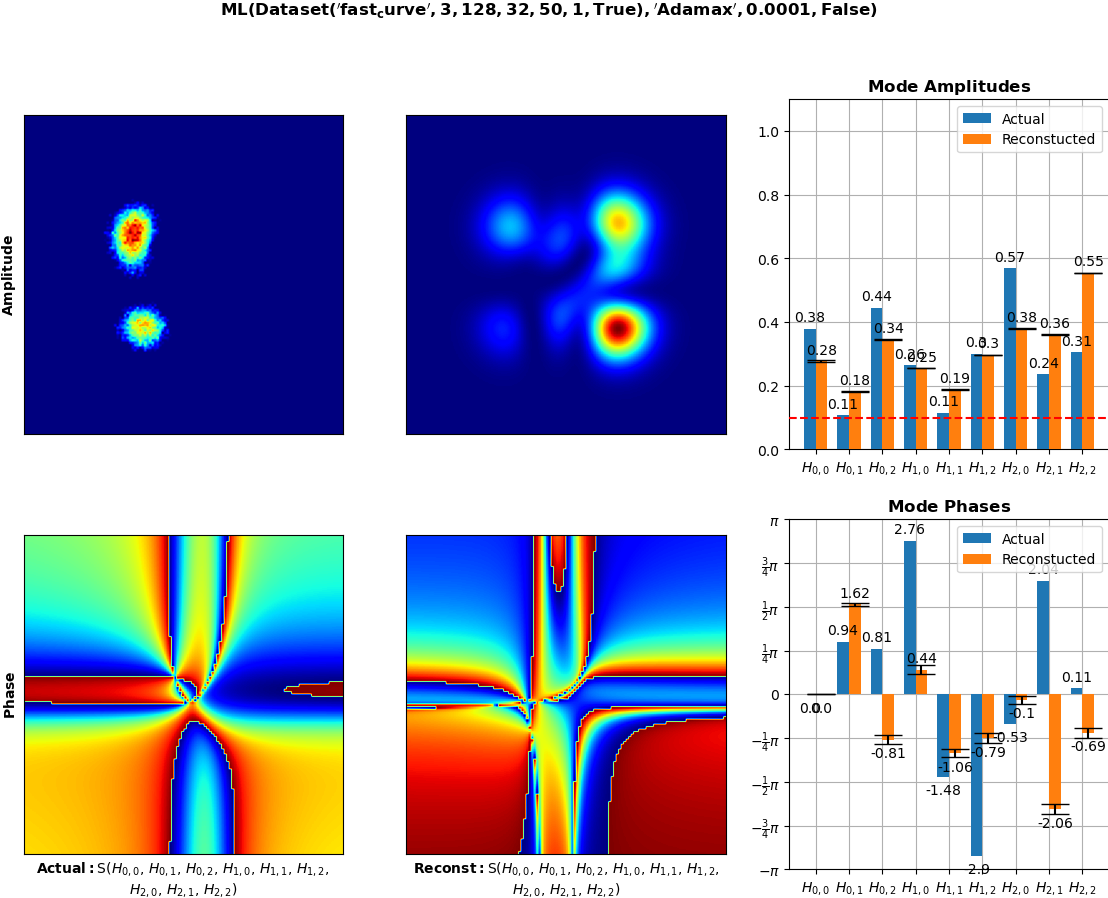 ML(Dataset('fast_curve', 3, 128, 32, 50, 1, True), 'Adamax', 0.0001, False)
Amplitude
Mode Amplitudes
Actual
Reconstucted
1.0
0.8
0.6
0.4
0.2
0.0
0.38
0.28
0.11
0.18
0.44
0.34
0.26
0.25
0.11
0.19
0.3
0.3
0.57
0.38
0.24
0.36
0.31
0.55
H0,0 H0,1 H0,2 H1,0 H1,1 H1,2 H2,0 H2,1 H2,2
Phase
Mode Phases
Actual
Reconstucted
π
3/4π
1/2π
1/4π
0
−1/4π
−1/2π
−3/4π
−π
0.0
0.0
0.94
1.62
0.81
-0.81
2.76
0.44
-1.48
-1.06
-2.9
-0.79
-0.53
-0.1
2.04
-2.06
0.11
-0.69
H0,0 H0,1 H0,2 H1,0 H1,1 H1,2 H2,0 H2,1 H2,2
Actual: S(H0,0, H0,1, H0,2, H1,0, H1,1, H1,2,
H2,0, H2,1, H2,2)
Reconst: S(H0,0, H0,1, H0,2, H1,0, H1,1, H1,2,
H2,0, H2,1, H2,2)